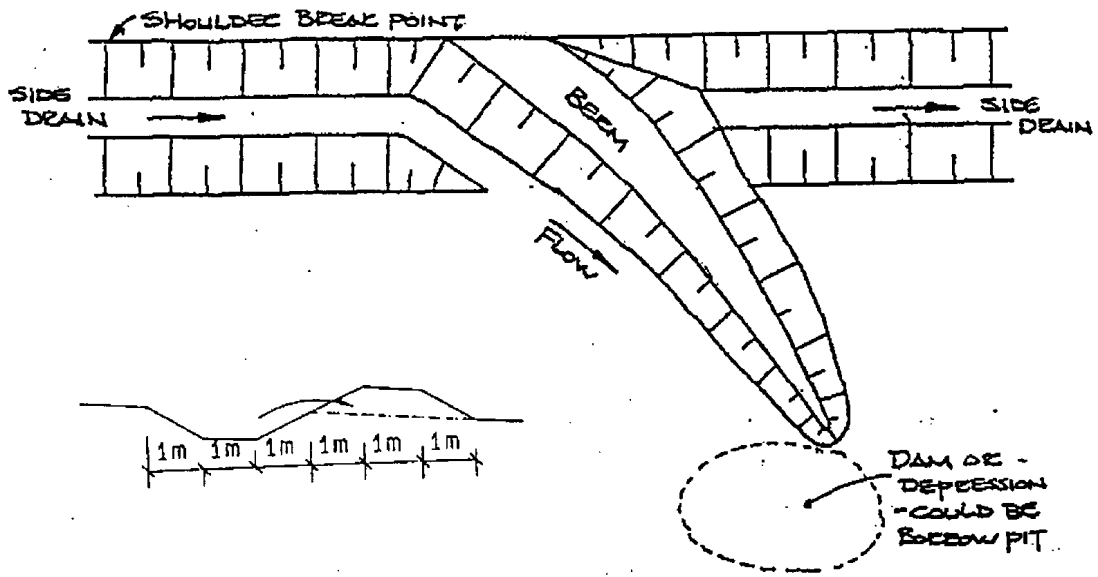 SHOULDER BREAK POINT
SIDE
DRAIN
BERM
SIDE
DRAIN
FLOW
1m 1m 1m 1m 1m 1m
DAM OR -
DEPRESSION
- COULD BE
BORROW PIT